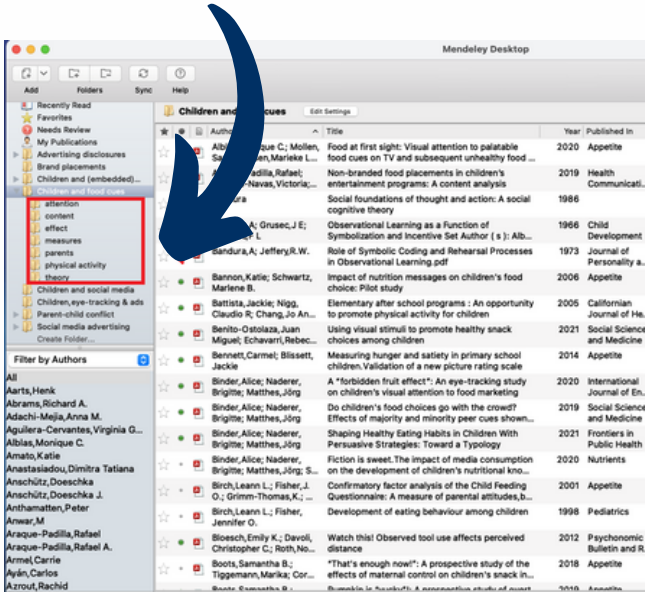 Mendeley Desktop
Add Folders Sync Help
Recently Read
Favorites
Needs Review
My Publications
Advertising disclosures
Brand placements
Children and (embedded)...
Children and food cues
attention
content
effect
measures
parents
physical activity
theory
Children and social media
Children,eye-tracking & ads
Parent-child conflict
Social media advertising
Create Folder...
Filter by Authors
All
Aarts,Henk
Abrams,Richard A.
Adachi-Mejia,Anna M.
Aguilera-Cervantes,Virginia G...
Alblas,Monique C.
Amato,Katie
Anastasiadou,Dimitra Tatiana
Anschütz,Doeschka
Anschütz,Doeschka J.
Anthamatten,Peter
Anwar,M
Araque-Padilla,Rafael
Araque-Padilla,Rafael A.
Armel,Carrie
Ayán,Carlos
Azrout,Rachid
Children and cues Edit Settings
Title Year Published In
que C.; Mollen, Food at first sight: Visual attention to palatable 2020 Appetite
en,Marieke L... food cues on TV and subsequent unhealthy food ...
adilla,Rafael; Non-branded food placements in children's 2019 Health
-Navas,Victoria;... entertainment programs: A content analysis Communicati...
ura Social foundations of thought and action: A social 1986
cognitive theory
A; Grusec,J E; Observational Learning as a Function of 1966 Child
L Symbolization and Incentive Set Author ( s ): Alb... Development
Bandura,A; Jeffery,R.W. Role of Symbolic Coding and Rehearsal Processes 1973 Journal of
in Observational Learning.pdf Personality a...
Bannon,Katie; Schwartz, Impact of nutrition messages on children's food 2006 Appetite
Marlene B. choice: Pilot study
Battista,Jackie; Nigg, Elementary after school programs : An opportunity 2005 Californian
Claudio R; Chang,Jo An... to promote physical activity for children Journal of He...
Benito-Ostolaza,Juan Using visual stimuli to promote healthy snack 2021 Social Science
Miguel; Echavarri,Rebec... choices among children and Medicine
Bennett,Carmel; Blissett, Measuring hunger and satiety in primary school 2014 Appetite
Jackie children.Validation of a new picture rating scale
Binder,Alice; Naderer, A "forbidden fruit effect": An eye-tracking study 2020 International
Brigitte; Matthes,Jörg on children's visual attention to food marketing Journal of En...
Binder,Alice; Naderer, Do children's food choices go with the crowd? 2019 Social Science
Brigitte; Matthes,Jörg Effects of majority and minority peer cues shown... and Medicine
Binder,Alice; Naderer, Shaping Healthy Eating Habits in Children With 2021 Frontiers in
Brigitte; Matthes,Jörg Persuasive Strategies: Toward a Typology Public Health
Binder,Alice; Naderer, Fiction is sweet.The impact of media consumption 2020 Nutrients
Brigitte; Matthes,Jörg; S... on the development of children's nutritional kno...
Birch,Leann L.; Fisher,J. Confirmatory factor analysis of the Child Feeding 2001 Appetite
O.; Grimm-Thomas,K.; ... Questionnaire: A measure of parental attitudes,b...
Birch,Leann L.; Fisher, Development of eating behaviour among children 1998 Pediatrics
Jennifer O.
Bloesch,Emily K.; Davoli, Watch this! Observed tool use affects perceived 2012 Psychonomic
Christopher C.; Roth,No... distance Bulletin and R...
Boots,Samantha B.; "That's enough now!": A prospective study of the 2018 Appetite
Tiggemann,Marika; Cor... effects of maternal control on children's snack in...